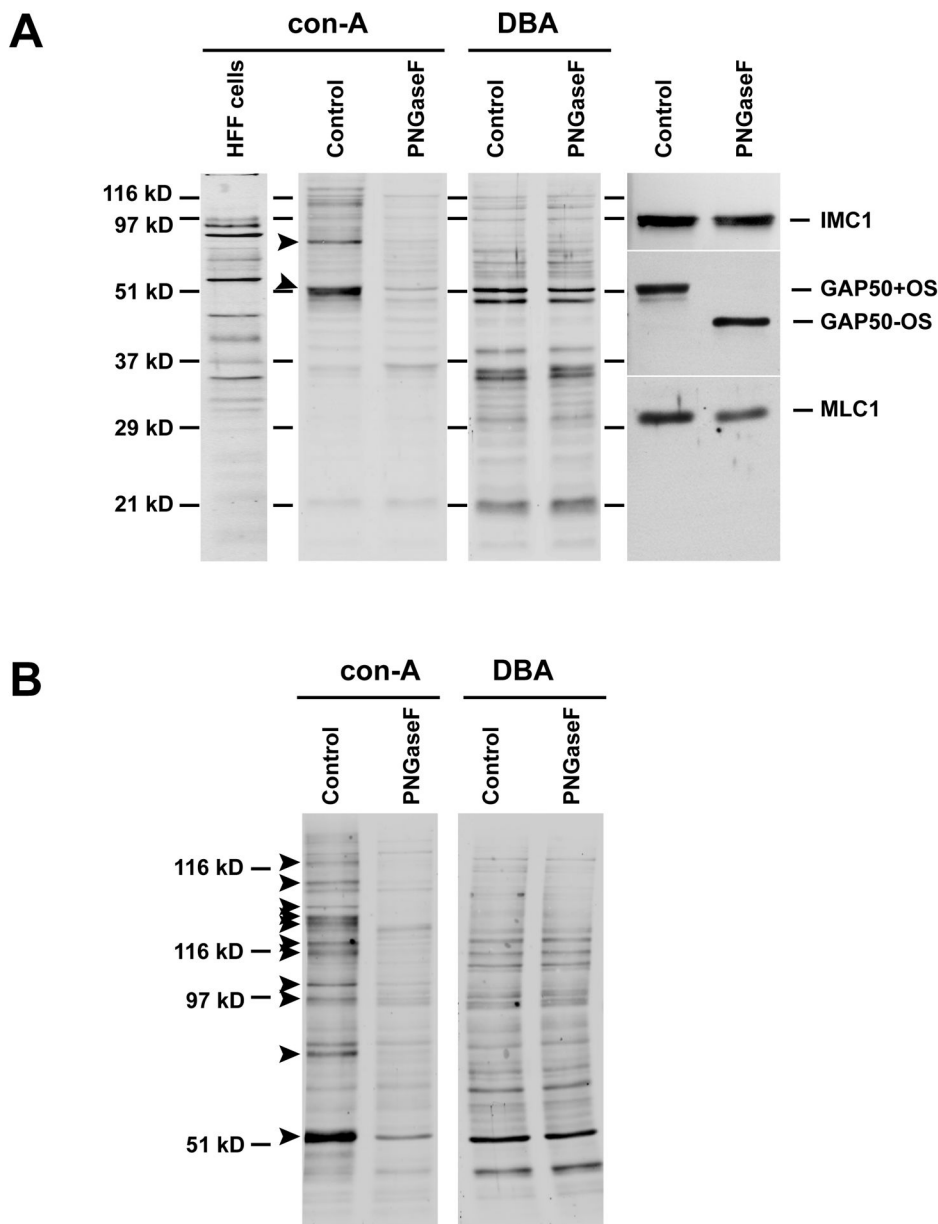 A
con-A
DBA
HFF cells
Control
PNGaseF
Control
PNGaseF
Control
PNGaseF
116 kD
97 kD
51 kD
37 kD
29 kD
21 kD
IMC1
GAP50+OS
GAP50-OS
MLC1
B
con-A
DBA
Control
PNGaseF
Control
PNGaseF
116 kD
116 kD
97 kD
51 kD